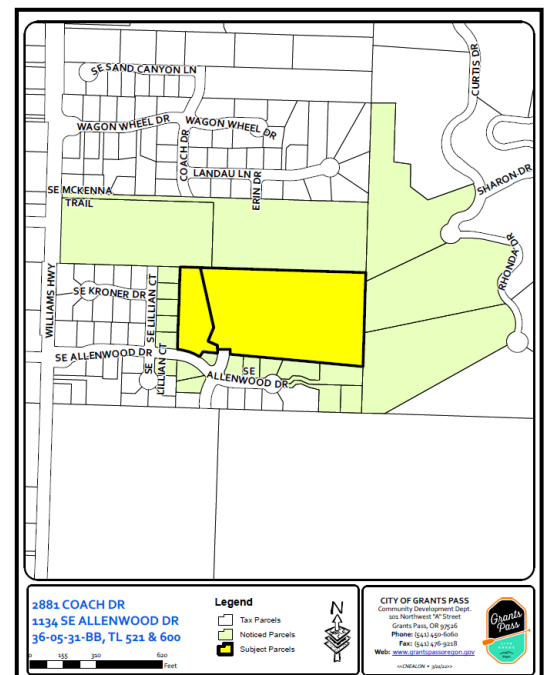 CURTIS DR
SE SAND CANYON LN
WAGON WHEEL DR
WAGON WHEEL DR
COACH DR
LANDAU LN
ERIN DR
SHARON DR
SE MCKENNA
TRAIL
RHONDA DR
WILLIAMS HWY
SE KRONER DR
SE LILLIAN CT
SE ALLENWOOD DR
SE
LILLIAN CT
SE
ALLENWOOD DR
2881 COACH DR
1134 SE ALLENWOOD DR
36-05-31-BB, TL 521 & 600
0 155 310 620
Feet
Legend
Tax Parcels
Noticed Parcels
Subject Parcels
N
CITY OF GRANTS PASS
Community Development Dept.
101 Northwest "A" Street
Grants Pass, OR 97526
Phone: (541) 450-6060
Fax: (541) 476-9218
Web: www.grantspassoregon.gov
Grants
Pass